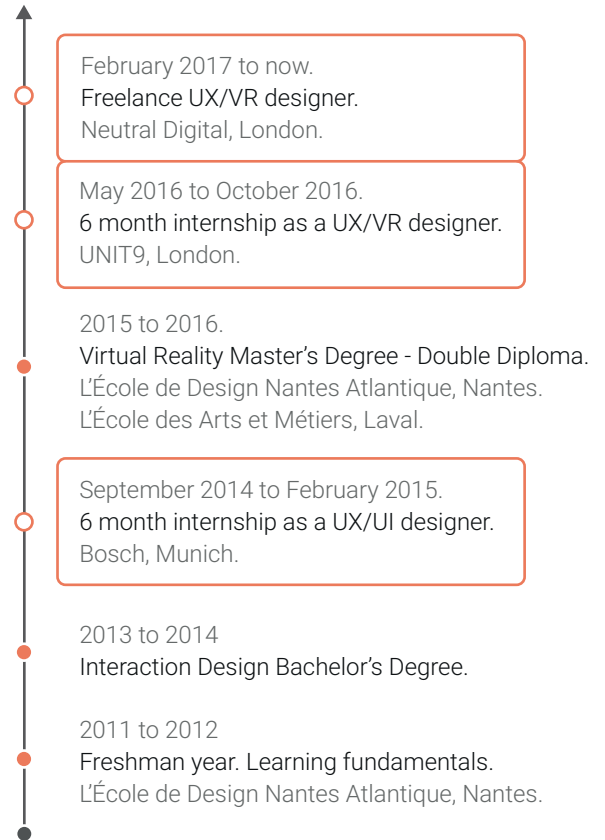 February 2017 to now.
Freelance UX/VR designer.
Neutral Digital, London.
May 2016 to October 2016.
6 month internship as a UX/VR designer.
UNIT9, London.
2015 to 2016.
Virtual Reality Master’s Degree - Double Diploma.
L’École de Design Nantes Atlantique, Nantes.
L’École des Arts et Métiers, Laval.
September 2014 to February 2015.
6 month internship as a UX/UI designer.
Bosch, Munich.
2013 to 2014
Interaction Design Bachelor’s Degree.
2011 to 2012
Freshman year. Learning fundamentals.
L’École de Design Nantes Atlantique, Nantes.